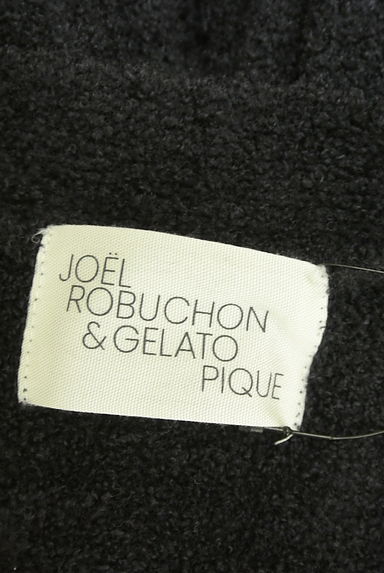 JOËL
ROBUCHON
& GELATO
PIQUE